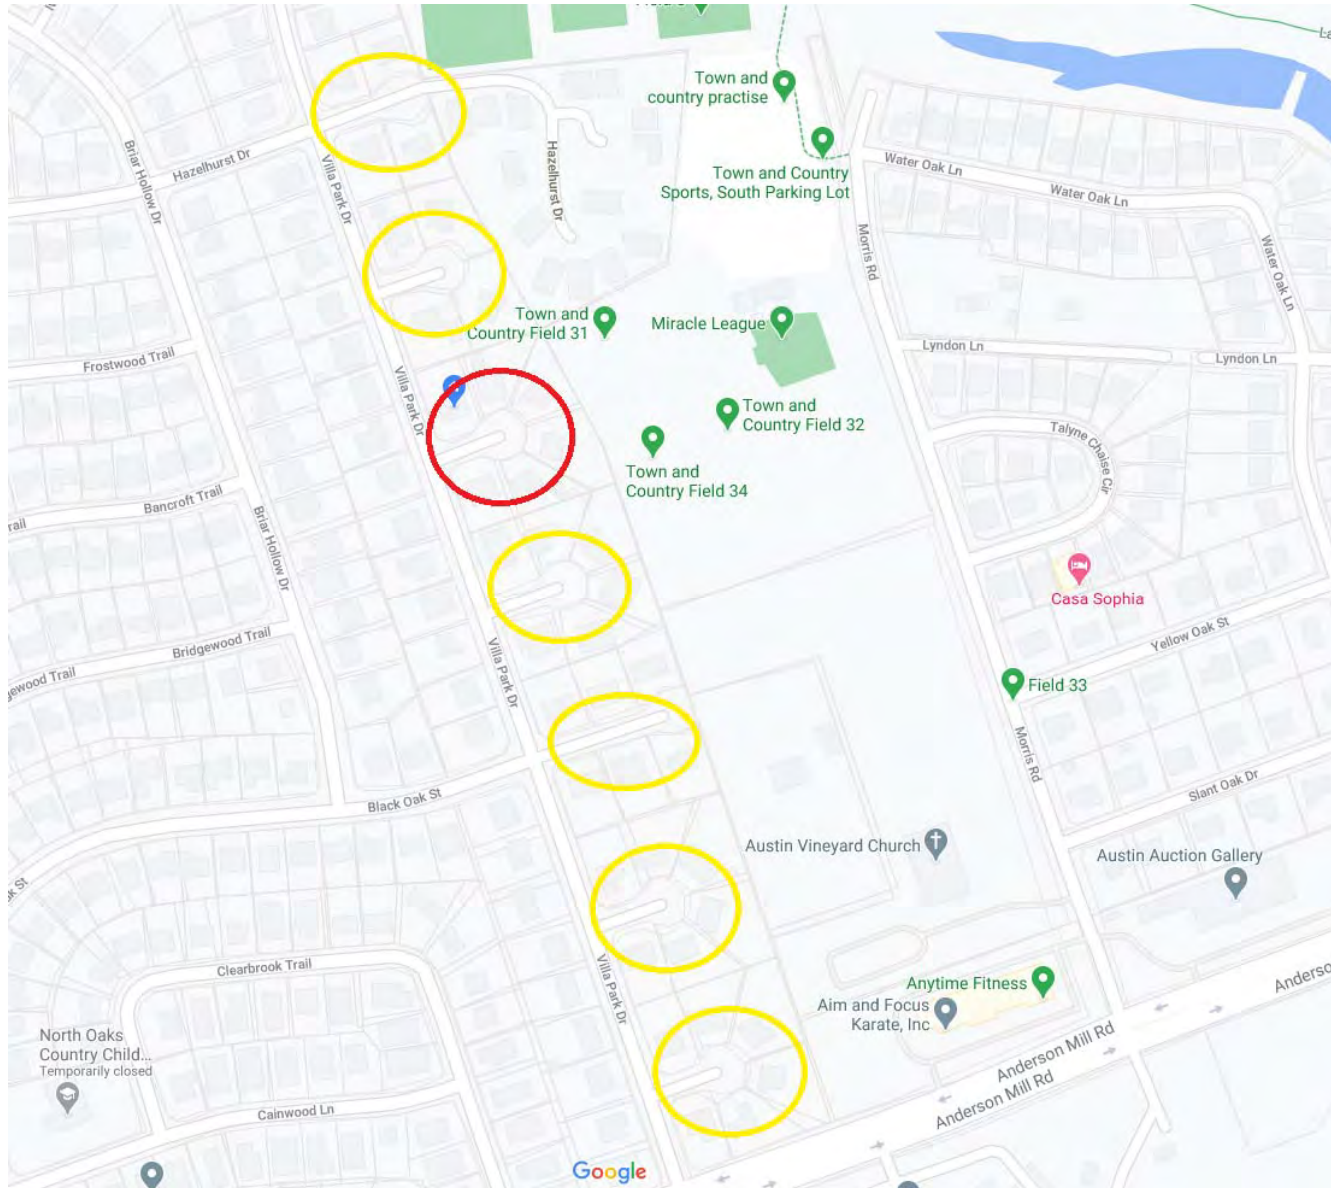 Town and
country practise
Hazelhurst Dr
Briar Hollow Dr
Villa Park Dr
Hazelhurst Dr
Town and Country
Sports, South Parking Lot
Water Oak Ln
Water Oak Ln
Water Oak Ln
Morris Rd
Town and
Country Field 31
Miracle League
Lyndon Ln
Lyndon Ln
Frostwood Trail
Villa Park Dr
Town and
Country Field 32
Talyne Chaise Cir
Town and
Country Field 34
Bancroft Trail
rail
Briar Hollow Dr
Casa Sophia
Yellow Oak St
Bridgewood Trail
gewood Trail
Villa Park Dr
Field 33
Morris Rd
Slant Oak Dr
Black Oak St
Austin Vineyard Church
Austin Auction Gallery
Clearbrook Trail
Villa Park Dr
Anytime Fitness
Aim and Focus
Karate, Inc
Anderso
Anderson Mill Rd
Anderson Mill Rd
North Oaks
Country Child...
Temporarily closed
Cainwood Ln
Google